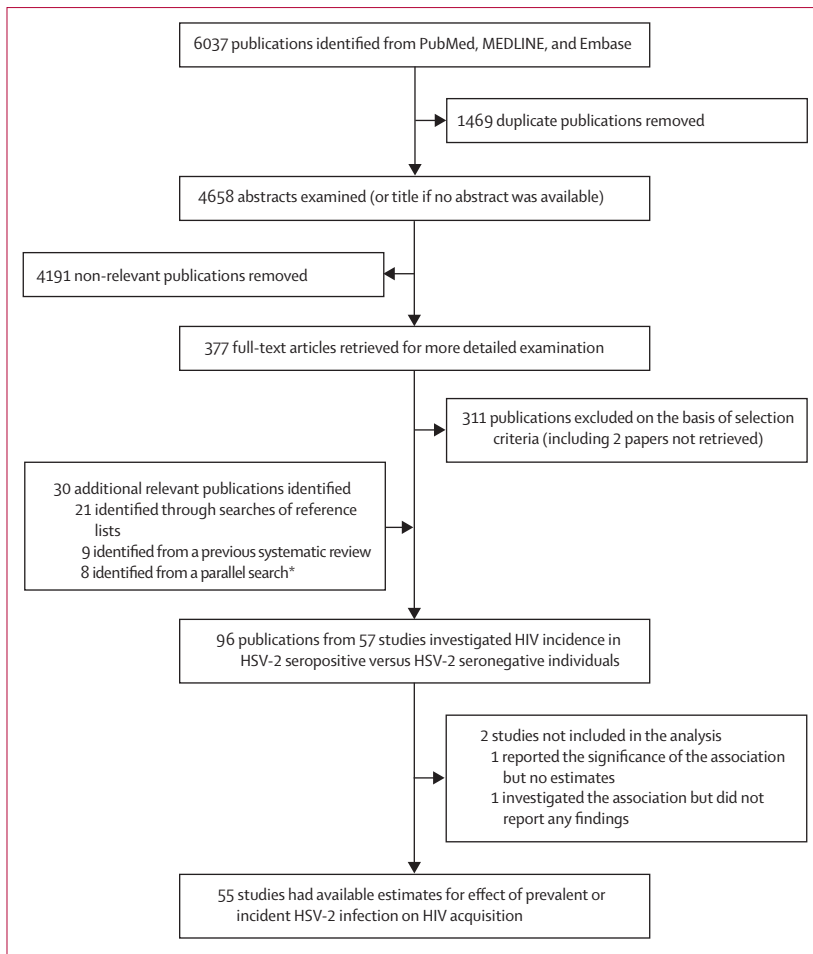 6037 publications identified from PubMed, MEDLINE, and Embase
1469 duplicate publications removed
4658 abstracts examined (or title if no abstract was available)
4191 non-relevant publications removed
377 full-text articles retrieved for more detailed examination
311 publications excluded on the basis of selection
criteria (including 2 papers not retrieved)
30 additional relevant publications identified
21 identified through searches of reference
lists
9 identified from a previous systematic review
8 identified from a parallel search*
96 publications from 57 studies investigated HIV incidence in
HSV-2 seropositive versus HSV-2 seronegative individuals
2 studies not included in the analysis
1 reported the significance of the association
but no estimates
1 investigated the association but did not
report any findings
55 studies had available estimates for effect of prevalent or
incident HSV-2 infection on HIV acquisition